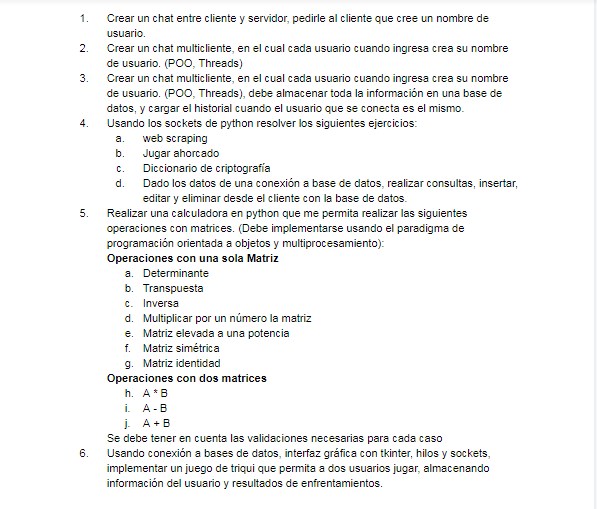 1. Crear un chat entre cliente y servidor, pedirle al cliente que cree un nombre de
usuario.
2. Crear un chat multicliente, en el cual cada usuario cuando ingresa crea su nombre
de usuario. (POO, Threads)
3. Crear un chat multicliente, en el cual cada usuario cuando ingresa crea su nombre
de usuario. (POO, Threads), debe almacenar toda la información en una base de
datos, y cargar el historial cuando el usuario que se conecta es el mismo.
4. Usando los sockets de python resolver los siguientes ejercicios:
a. web scraping
b. Jugar ahorcado
c. Diccionario de criptografía
d. Dado los datos de una conexión a base de datos, realizar consultas, insertar,
editar y eliminar desde el cliente con la base de datos.
5. Realizar una calculadora en python que me permita realizar las siguientes
operaciones con matrices. (Debe implementarse usando el paradigma de
programación orientada a objetos y multiprocesamiento):
Operaciones con una sola Matriz
a. Determinante
b. Transpuesta
c. Inversa
d. Multiplicar por un número la matriz
e. Matriz elevada a una potencia
f. Matriz simétrica
g. Matriz identidad
Operaciones con dos matrices
h. A * B
i. A - B
j. A + B
Se debe tener en cuenta las validaciones necesarias para cada caso
6. Usando conexión a bases de datos, interfaz gráfica con tkinter, hilos y sockets,
implementar un juego de triqui que permita a dos usuarios jugar, almacenando
información del usuario y resultados de enfrentamientos.